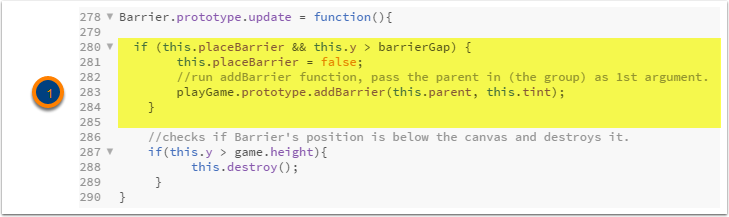 278 Barrier.prototype.update = function(){
279
280 if (this.placeBarrier && this.y > barrierGap) {
281 this.placeBarrier = false;
282 //run addBarrier function, pass the parent in (the group) as 1st argument.
283 playGame.prototype.addBarrier(this.parent, this.tint);
284 }
285
286 //checks if Barrier's position is below the canvas and destroys it.
287 if(this.y > game.height){
288 this.destroy();
289 }
290 }
1